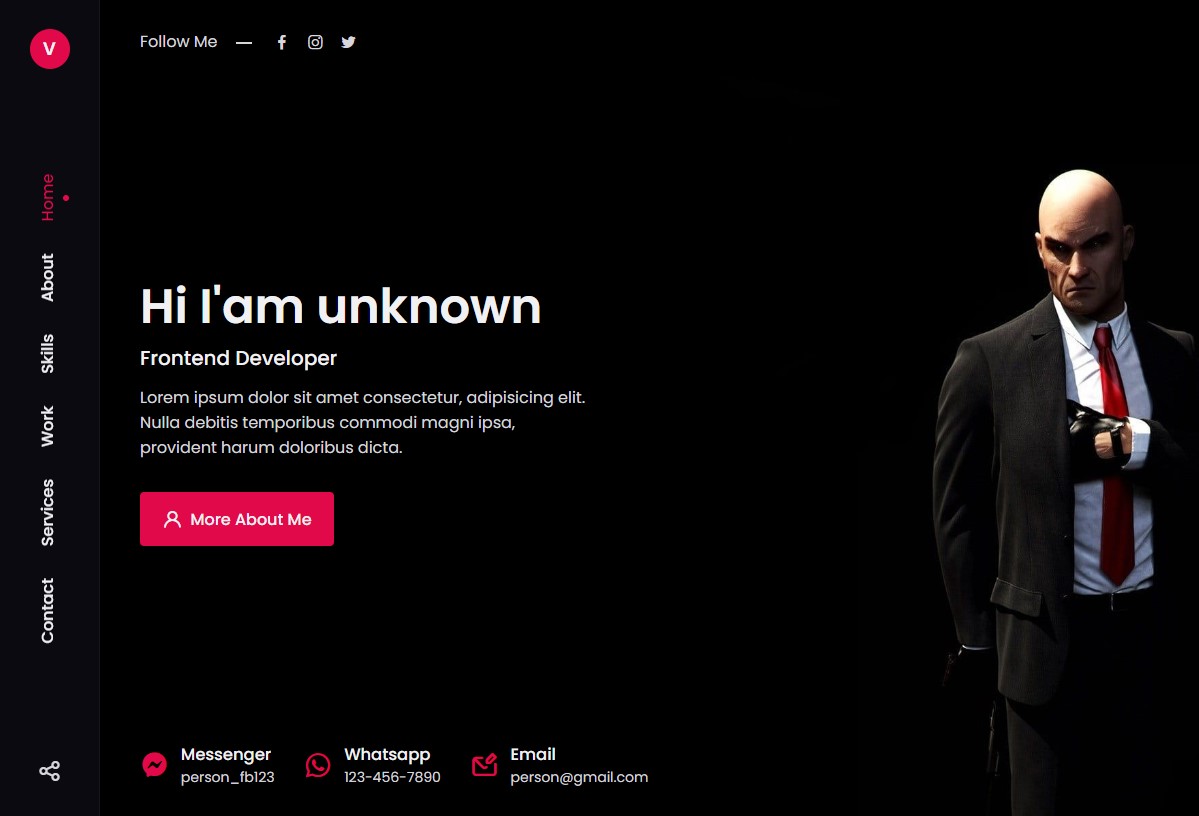 V
Home
About
Skills
Work
Services
Contact
Follow Me
Hi I'am unknown
Frontend Developer
Lorem ipsum dolor sit amet consectetur, adipisicing elit.
Nulla debitis temporibus commodi magni ipsa,
provident harum doloribus dicta.
More About Me
Messenger
person_fb123
Whatsapp
123-456-7890
Email
person@gmail.com